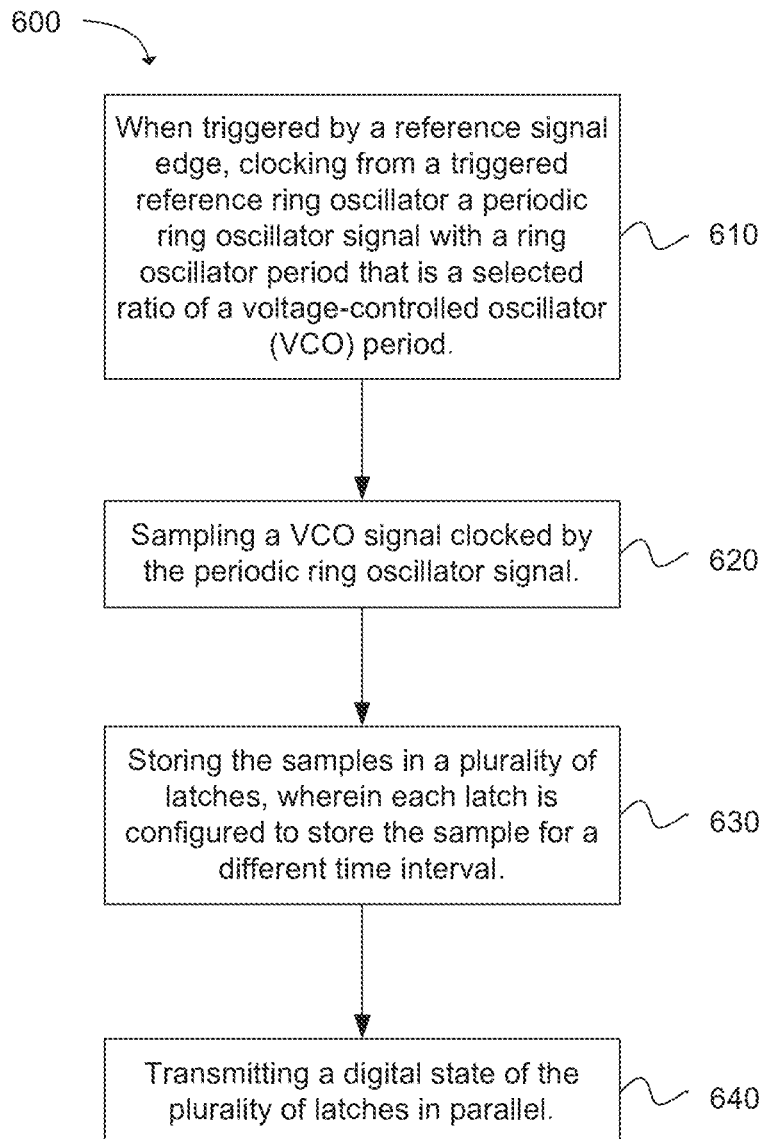 600
When triggered by a reference signal
edge, clocking from a triggered
reference ring oscillator a periodic
ring oscillator signal with a ring
oscillator period that is a selected
ratio of a voltage-controlled oscillator
(VCO) period.
610
Sampling a VCO signal clocked by
the periodic ring oscillator signal.
620
Storing the samples in a plurality of
latches, wherein each latch is
configured to store the sample for a
different time interval.
630
Transmitting a digital state of the
plurality of latches in parallel.
640